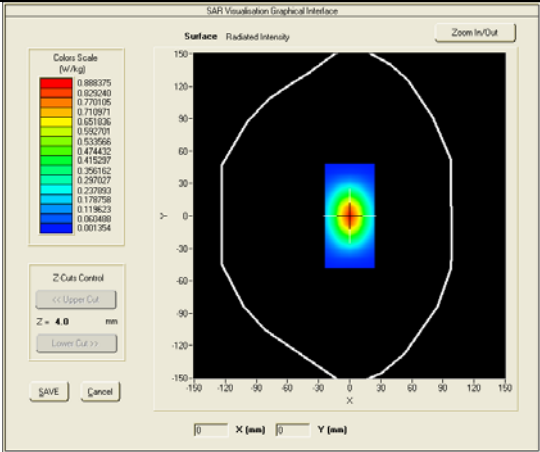 SAR Visualisation Graphical Interface
Surface Radiated Intensity
Zoom In/Out
Colors Scale
(W/kg)
0.888375
0.829240
0.770105
0.710971
0.651836
0.592701
0.533566
0.474432
0.415297
0.356162
0.297027
0.237893
0.178758
0.119623
0.060488
0.001354
150
120
90
60
30
0
-30
-60
-90
-120
-150
Y
-150 -120 -90 -60 -30 0 30 60 90 120 150
X
Z-Cuts Control
<< Upper Cut
Z = 4.0 mm
Lower Cut >>
SAVE Cancel
0 X (mm) 0 Y (mm)